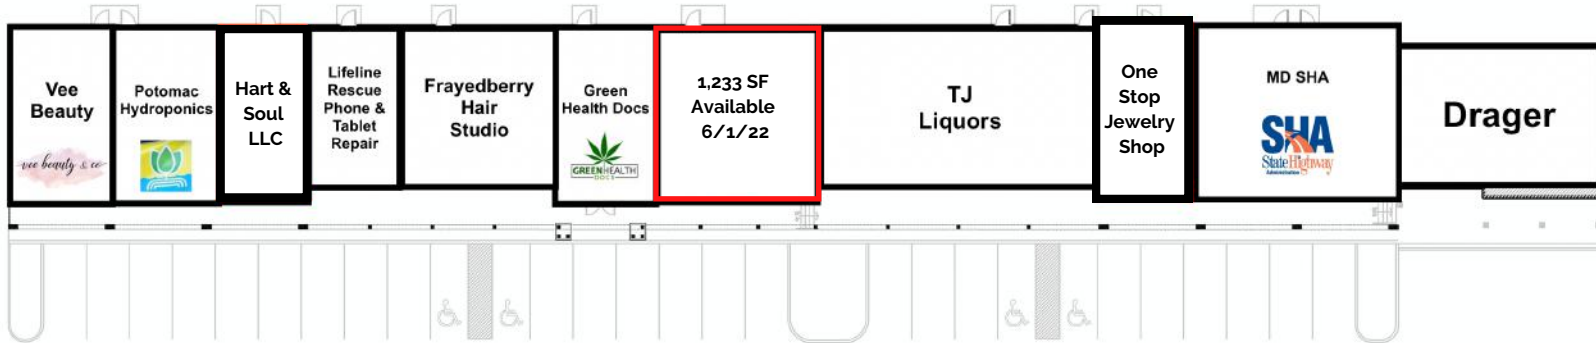 Vee
Beauty
vee beauty & co
Potomac
Hydroponics
Hart &
Soul
LLC
Lifeline
Rescue
Phone &
Tablet
Repair
Frayedberry
Hair
Studio
Green
Health Docs
GREENHEALTH
DOCS
1,233 SF
Available
6/1/22
TJ
Liquors
One
Stop
Jewelry
Shop
MD SHA
SHA
State Highway
Administration
Drager